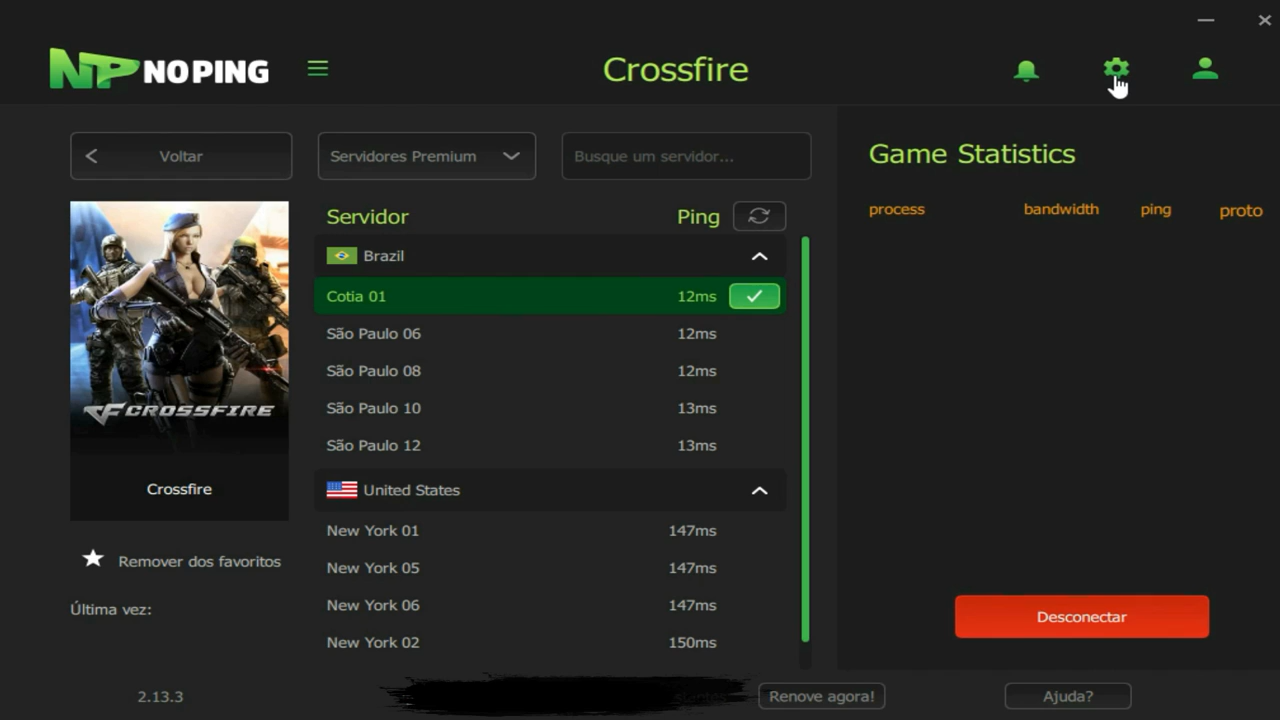 NP NOPING
Crossfire
Voltar
Servidores Premium
Busque um servidor...
Game Statistics
process bandwidth ping proto
Servidor Ping
Brazil
Cotia 01 12ms
São Paulo 06 12ms
São Paulo 08 12ms
São Paulo 10 13ms
São Paulo 12 13ms
United States
New York 01 147ms
New York 05 147ms
New York 06 147ms
New York 02 150ms
CROSSFIRE
Crossfire
Remover dos favoritos
Última vez:
Desconectar
2.13.3
Renove agora!
Ajuda?